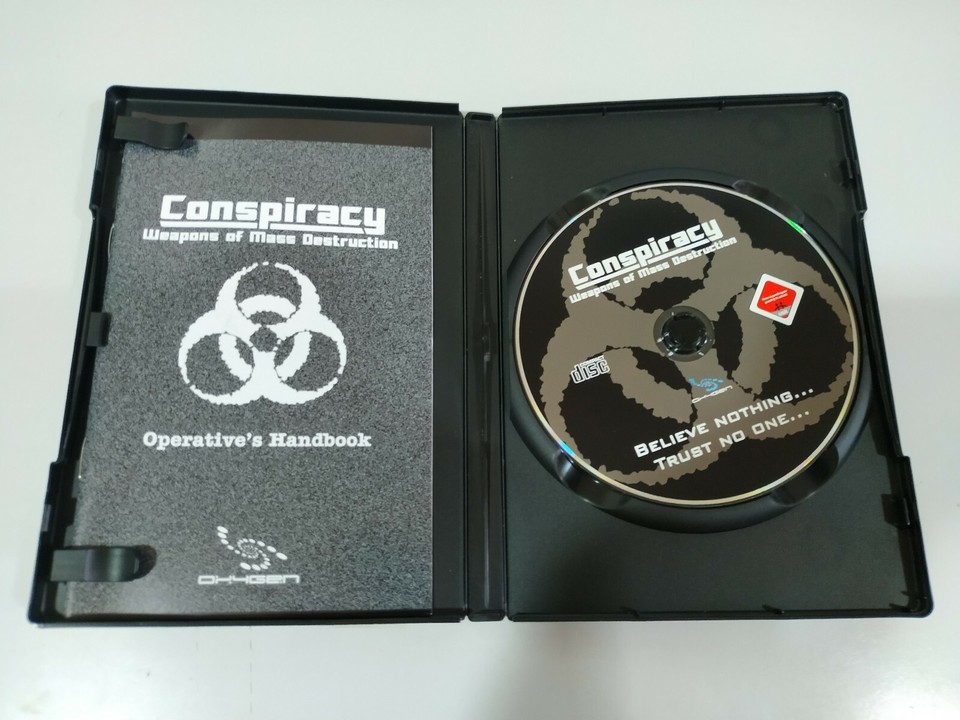 Conspiracy
Weapons of Mass Destruction
Operative's Handbook
OXYGEN
Conspiracy
Weapons of Mass Destruction
COMPACT
disc
OXYGEN
BELIEVE NOTHING...
TRUST NO ONE...